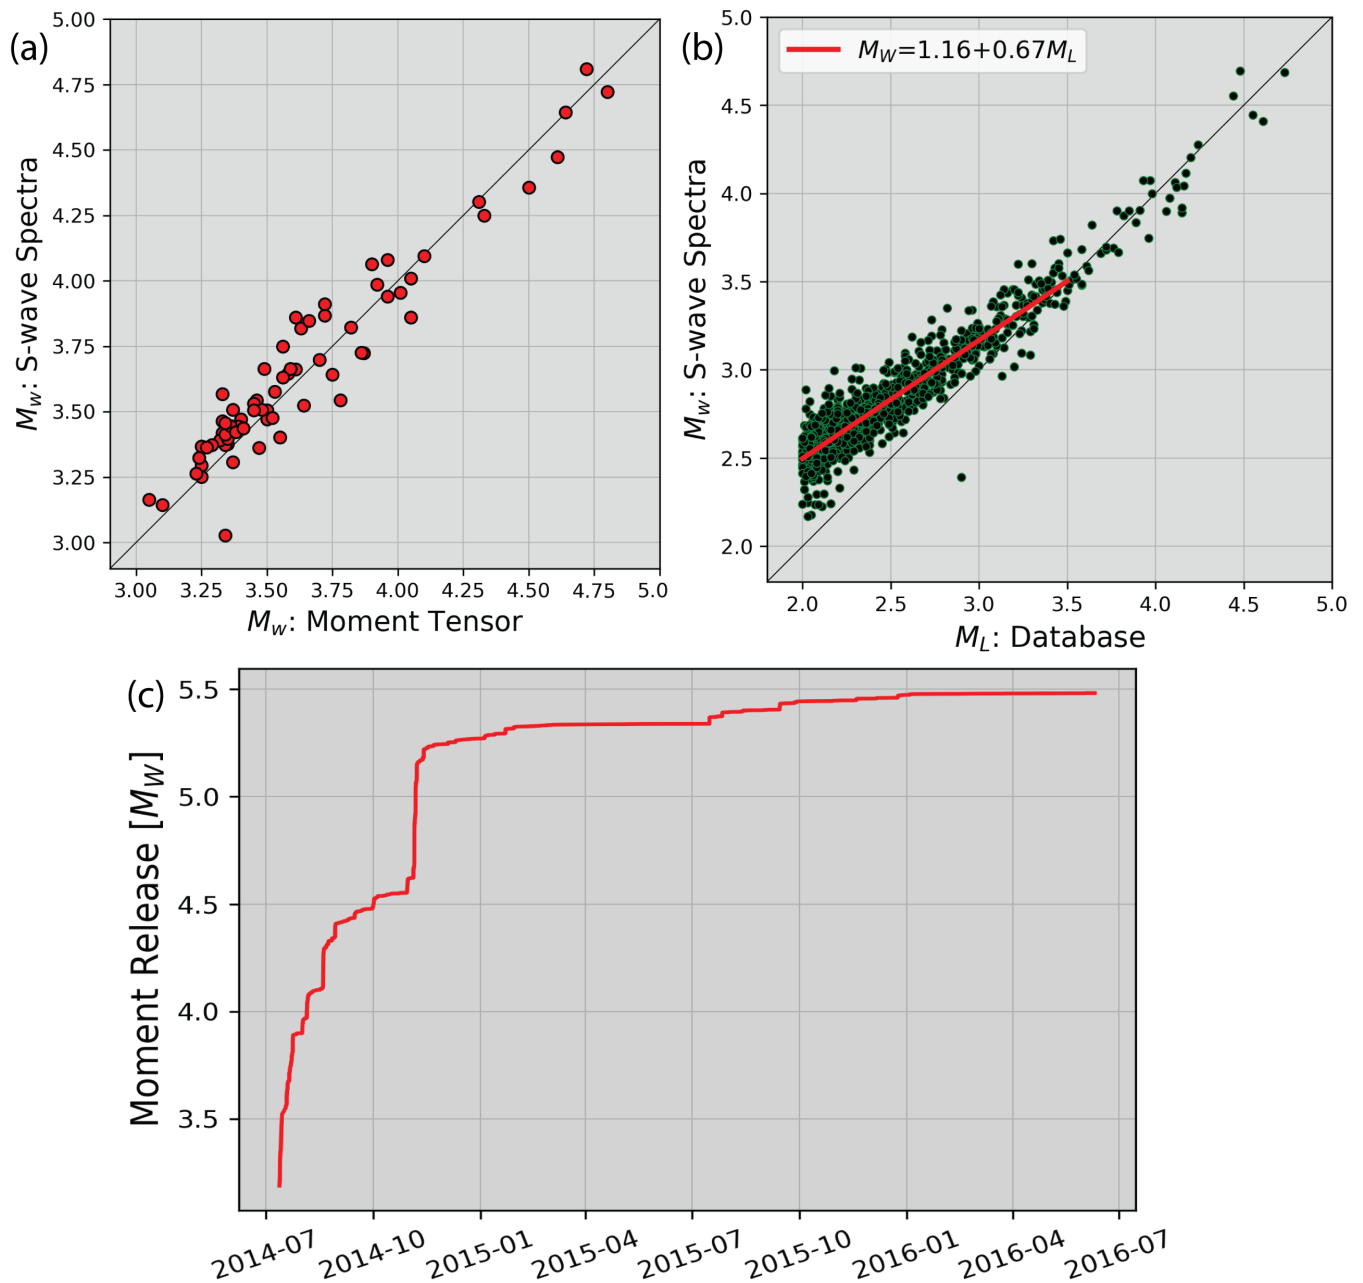 (a)
5.00
4.75
4.50
4.25
4.00
3.75
3.50
3.25
3.00
Mw: S-wave Spectra
3.00 3.25 3.50 3.75 4.00 4.25 4.50 4.75 5.0
Mw: Moment Tensor
(b)
MW=1.16+0.67ML
5.0
4.5
4.0
3.5
3.0
2.5
2.0
Mw: S-wave Spectra
2.0 2.5 3.0 3.5 4.0 4.5 5.0
ML: Database
(c)
5.5
5.0
4.5
4.0
3.5
Moment Release [MW]
2014-07 2014-10 2015-01 2015-04 2015-07 2015-10 2016-01 2016-04 2016-07